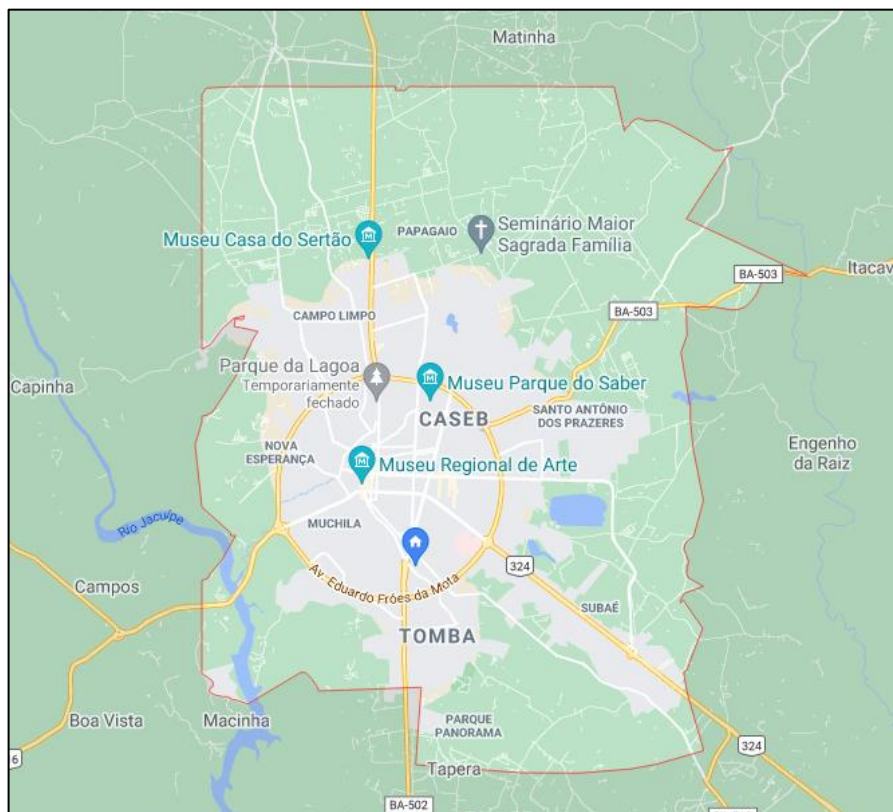 Matinha
Museu Casa do Sertão
PAPAGAIO
Seminário Maior
Sagrada Família
BA-503
Itacav
BA-503
CAMPO LIMPO
Parque da Lagoa
Temporariamente
fechado
Museu Parque do Saber
Capinha
CASEB
SANTO ANTÔNIO
DOS PRAZERES
NOVA
ESPERANÇA
Museu Regional de Arte
Engenho
da Raiz
Rio Jacuípe
MUCHILA
324
Campos
Av. Eduardo Fróes da Mota
SUBAÉ
TOMBA
Boa Vista
Macinha
PARQUE
PANORAMA
324
6
Tapera
BA-502